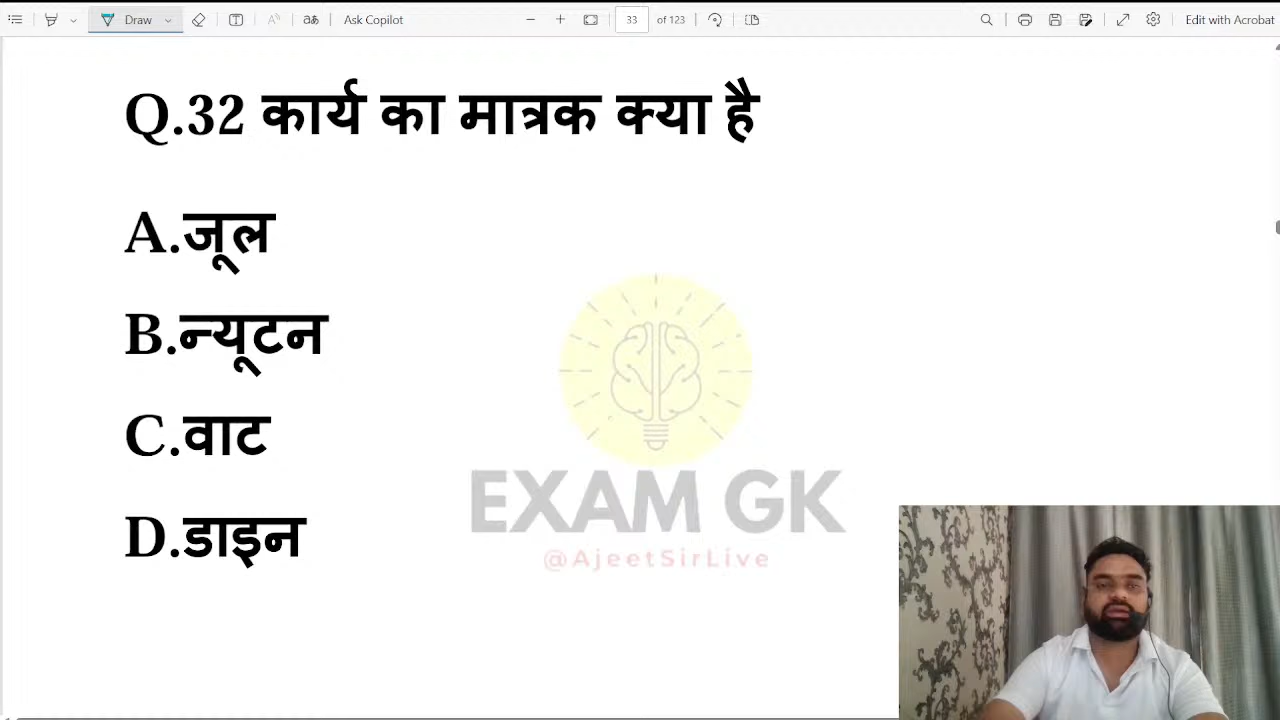 Draw
Ask Copilot
33 of 123
Edit with Acrobat
Q.32 कार्य का मात्रक क्या है
A.जूल
B.न्यूटन
C.वाट
D.डाइन
EXAM GK
@AjeetSirLive